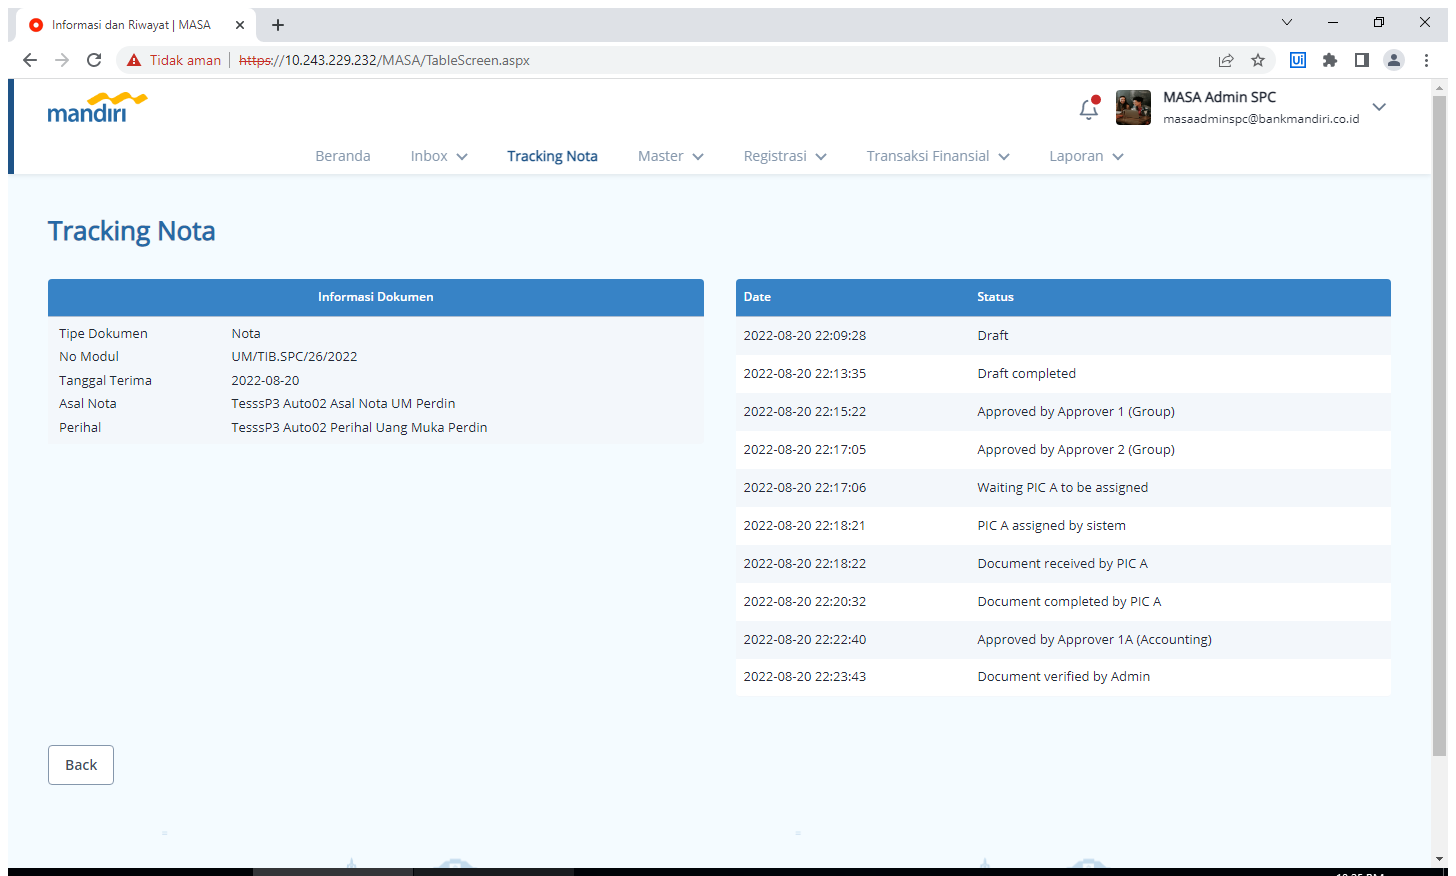 Informasi dan Riwayat | MASA
Tidak aman | https://10.243.229.232/MASA/TableScreen.aspx
Ui
mandiri
MASA Admin SPC
masaadminspc@bankmandiri.co.id
Beranda Inbox Tracking Nota Master Registrasi Transaksi Finansial Laporan
Tracking Nota
Informasi Dokumen
Tipe Dokumen Nota
No Modul UM/TIB.SPC/26/2022
Tanggal Terima 2022-08-20
Asal Nota TesssP3 Auto02 Asal Nota UM Perdin
Perihal TesssP3 Auto02 Perihal Uang Muka Perdin
Date Status
2022-08-20 22:09:28 Draft
2022-08-20 22:13:35 Draft completed
2022-08-20 22:15:22 Approved by Approver 1 (Group)
2022-08-20 22:17:05 Approved by Approver 2 (Group)
2022-08-20 22:17:06 Waiting PIC A to be assigned
2022-08-20 22:18:21 PIC A assigned by sistem
2022-08-20 22:18:22 Document received by PIC A
2022-08-20 22:20:32 Document completed by PIC A
2022-08-20 22:22:40 Approved by Approver 1A (Accounting)
2022-08-20 22:23:43 Document verified by Admin
Back